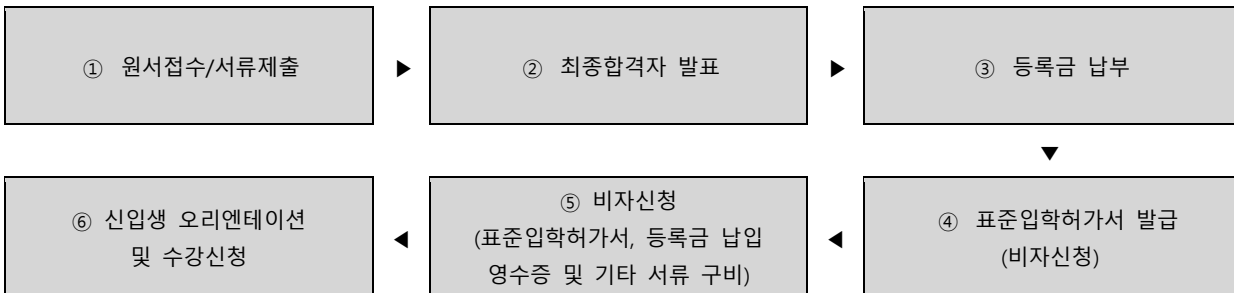 ① 원서접수/서류제출
▶
② 최종합격자 발표
▶
③ 등록금 납부
▼
④ 표준입학허가서 발급
(비자신청)
◀
⑤ 비자신청
(표준입학허가서, 등록금 납입
영수증 및 기타 서류 구비)
◀
⑥ 신입생 오리엔테이션
및 수강신청